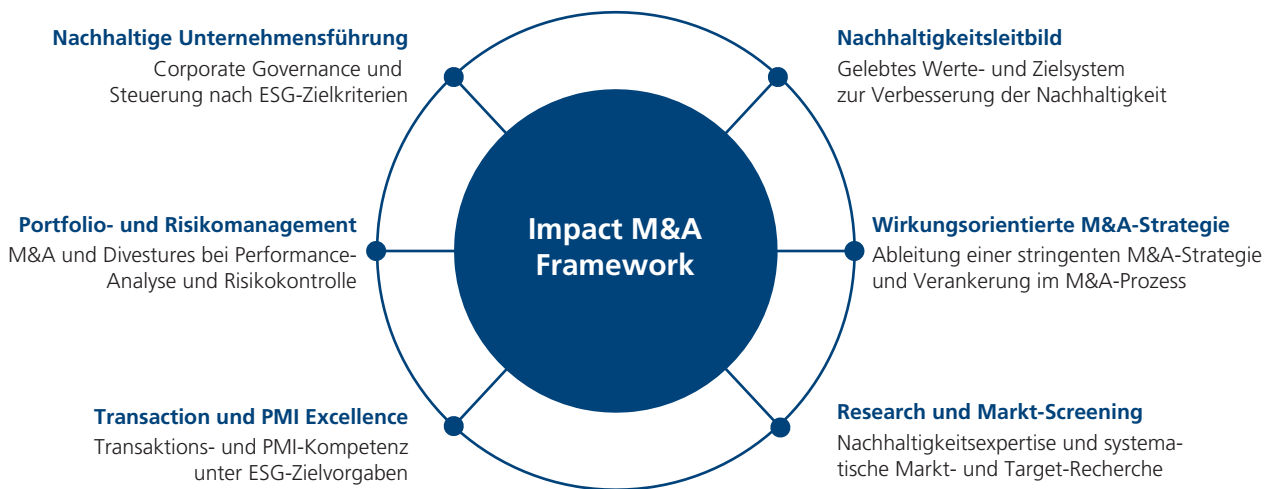 Nachhaltige Unternehmensführung
Corporate Governance und
Steuerung nach ESG-Zielkriterien
Nachhaltigkeitsleitbild
Gelebtes Werte- und Zielsystem
zur Verbesserung der Nachhaltigkeit
Portfolio- und Risikomanagement
M&A und Divestures bei Performance-
Analyse und Risikokontrolle
Impact M&A
Framework
Wirkungsorientierte M&A-Strategie
Ableitung einer stringenten M&A-Strategie
und Verankerung im M&A-Prozess
Transaction und PMI Excellence
Transaktions- und PMI-Kompetenz
unter ESG-Zielvorgaben
Research und Markt-Screening
Nachhaltigkeitsexpertise und systema-
tische Markt- und Target-Recherche